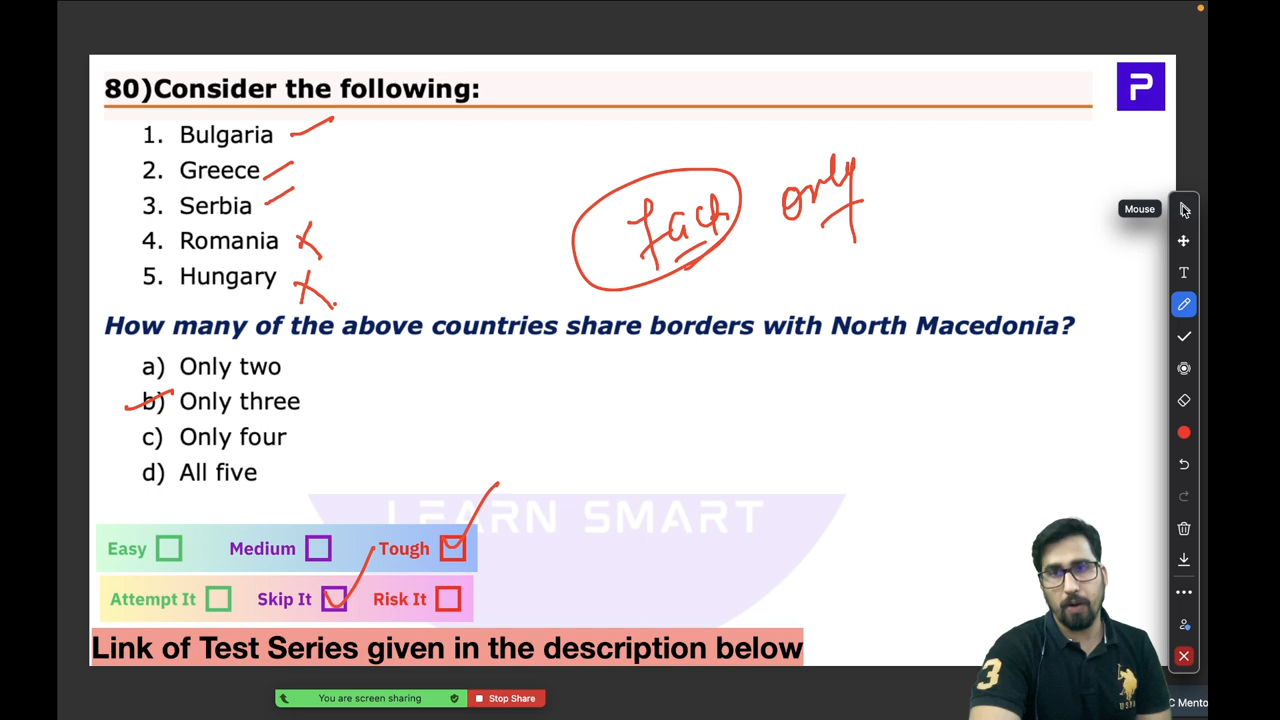 80)Consider the following:
P
1. Bulgaria
2. Greece
3. Serbia
4. Romania
5. Hungary
fact only
Mouse
T
How many of the above countries share borders with North Macedonia?
a) Only two
b) Only three
c) Only four
d) All five
LEARN SMART
Easy Medium Tough
Attempt It Skip It Risk It
Link of Test Series given in the description below
3
You are screen sharing Stop Share
C Mento